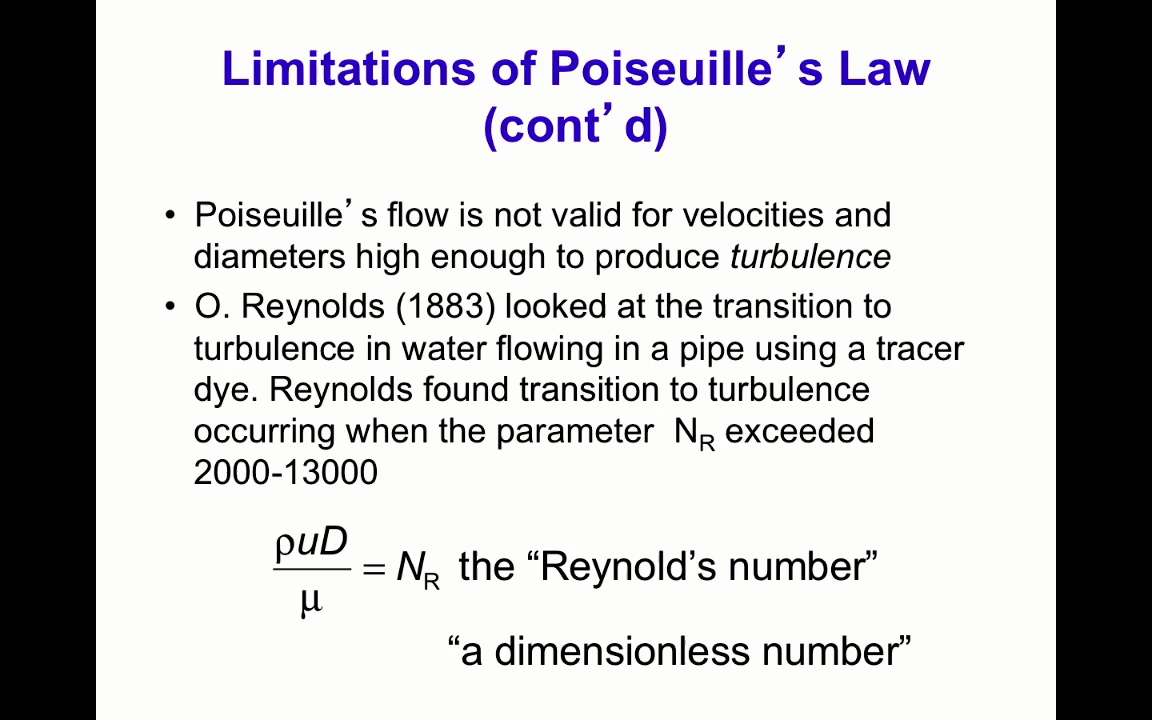 Limitations of Poiseuille’s Law
(cont’d)
• Poiseuille’s flow is not valid for velocities and
diameters high enough to produce turbulence
• O. Reynolds (1883) looked at the transition to
turbulence in water flowing in a pipe using a tracer
dye. Reynolds found transition to turbulence
occurring when the parameter N_R exceeded
2000-13000
ρuD/μ = N_R the “Reynold’s number”
“a dimensionless number”